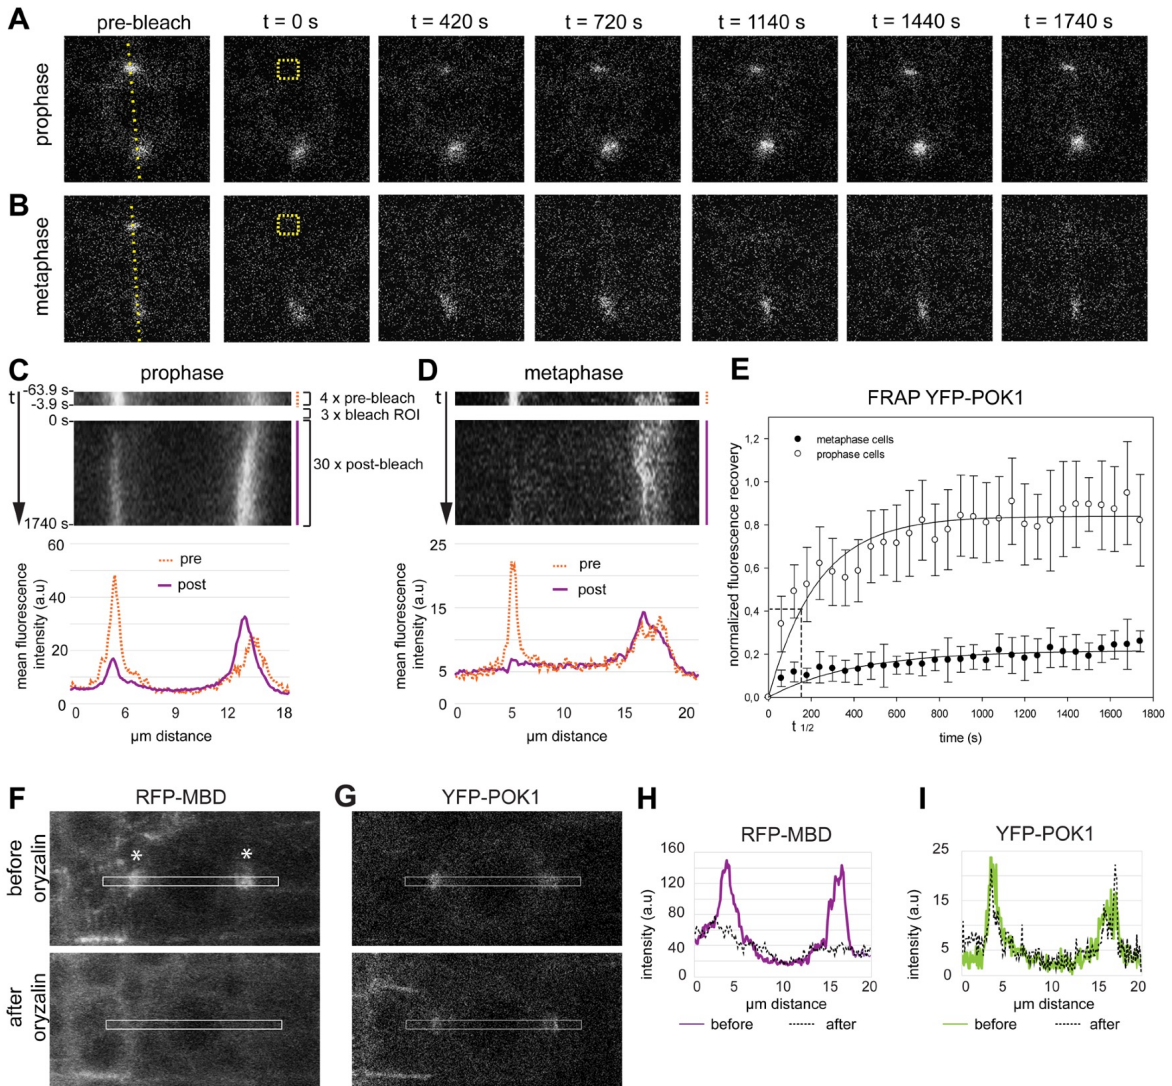 A
pre-bleach
t = 0 s
t = 420 s
t = 720 s
t = 1140 s
t = 1440 s
t = 1740 s
prophase
B
metaphase
C
prophase
t
-63.9 s
-3.9 s
0 s
1740 s
4 x pre-bleach
3 x bleach ROI
30 x post-bleach
60
40
20
0
mean fluorescence
intensity (a.u)
pre
post
0 6 9 12 18
µm distance
D
metaphase
t
25
15
10
5
0
mean fluorescence
intensity (a.u)
pre
post
0 5 10 15 20
µm distance
E
FRAP YFP-POK1
metaphase cells
prophase cells
normalized fluorescence recovery
1,2
1,0
0,8
0,6
0,4
0,2
0,0
0 200 400 600 800 1000 1200 1400 1600 1800
t 1/2
time (s)
F
RFP-MBD
before
oryzalin
* *
after
oryzalin
G
YFP-POK1
H
RFP-MBD
160
120
80
60
40
0
intensity (a.u)
0 5 10 15 20
µm distance
before after
I
YFP-POK1
25
15
5
0
intensity (a.u)
0 5 10 15 20
µm distance
before after